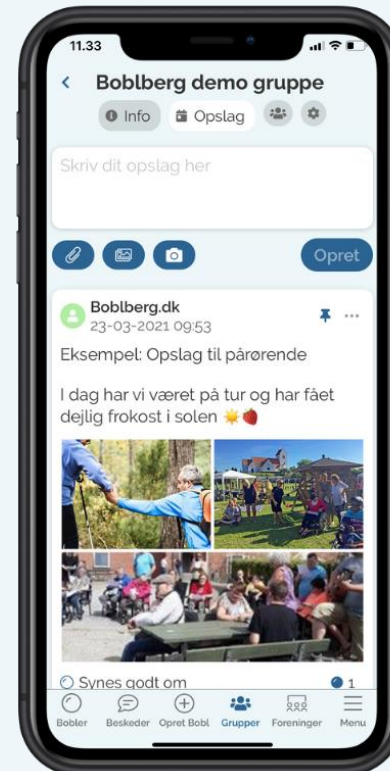 11.33
Boblberg demo gruppe
Info
Opslag
Skriv dit opslag her
Opret
Boblberg.dk
23-03-2021 09:53
Eksempel: Opslag til pårørende
I dag har vi været på tur og har fået
dejlig frokost i solen ☀️🍓
Synes godt om
1
Bobler
Beskeder
Opret Bobl
Grupper
Foreninger
Menu